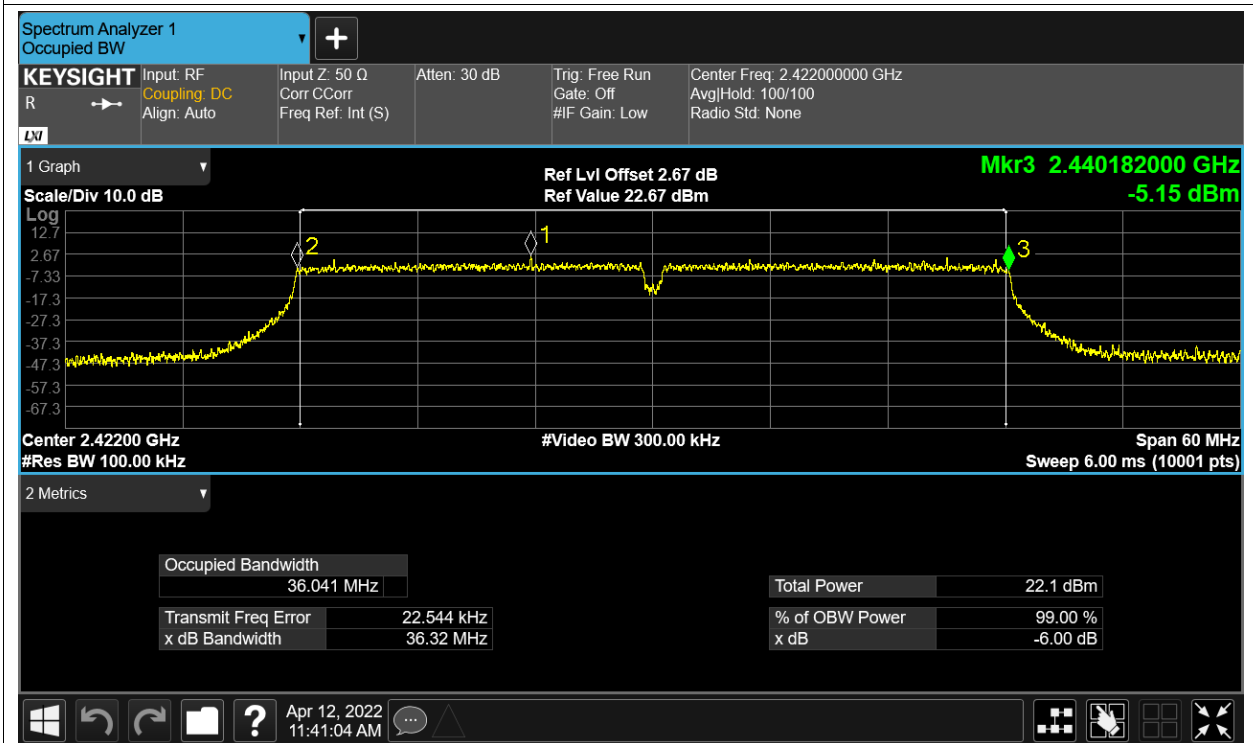 Spectrum Analyzer 1
Occupied BW
KEYSIGHT
R
LXI
Input: RF
Coupling: DC
Align: Auto
Input Z: 50 Ω
Corr CCorr
Freq Ref: Int (S)
Atten: 30 dB
Trig: Free Run
Gate: Off
#IF Gain: Low
Center Freq: 2.422000000 GHz
Avg|Hold: 100/100
Radio Std: None
1 Graph
Scale/Div 10.0 dB
Ref Lvl Offset 2.67 dB
Ref Value 22.67 dBm
Mkr3 2.440182000 GHz
-5.15 dBm
Log
12.7
2.67
-7.33
-17.3
-27.3
-37.3
-47.3
-57.3
-67.3
2
1
3
Center 2.42200 GHz
#Res BW 100.00 kHz
#Video BW 300.00 kHz
Span 60 MHz
Sweep 6.00 ms (10001 pts)
2 Metrics
Occupied Bandwidth
36.041 MHz
Transmit Freq Error 22.544 kHz
x dB Bandwidth 36.32 MHz
Total Power 22.1 dBm
% of OBW Power 99.00 %
x dB -6.00 dB
?
Apr 12, 2022
11:41:04 AM